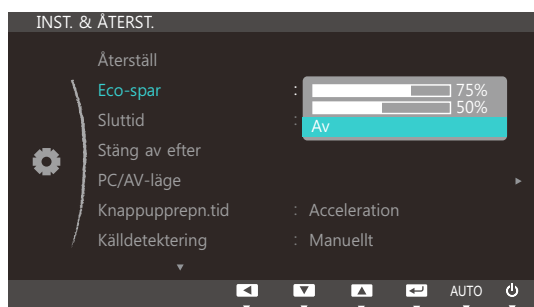 INST. & ÅTERST.
Återställ
Eco-spar :
75%
50%
Av
Sluttid :
Stäng av efter
PC/AV-läge
Knappupprepn.tid : Acceleration
Källdetektering : Manuellt
AUTO